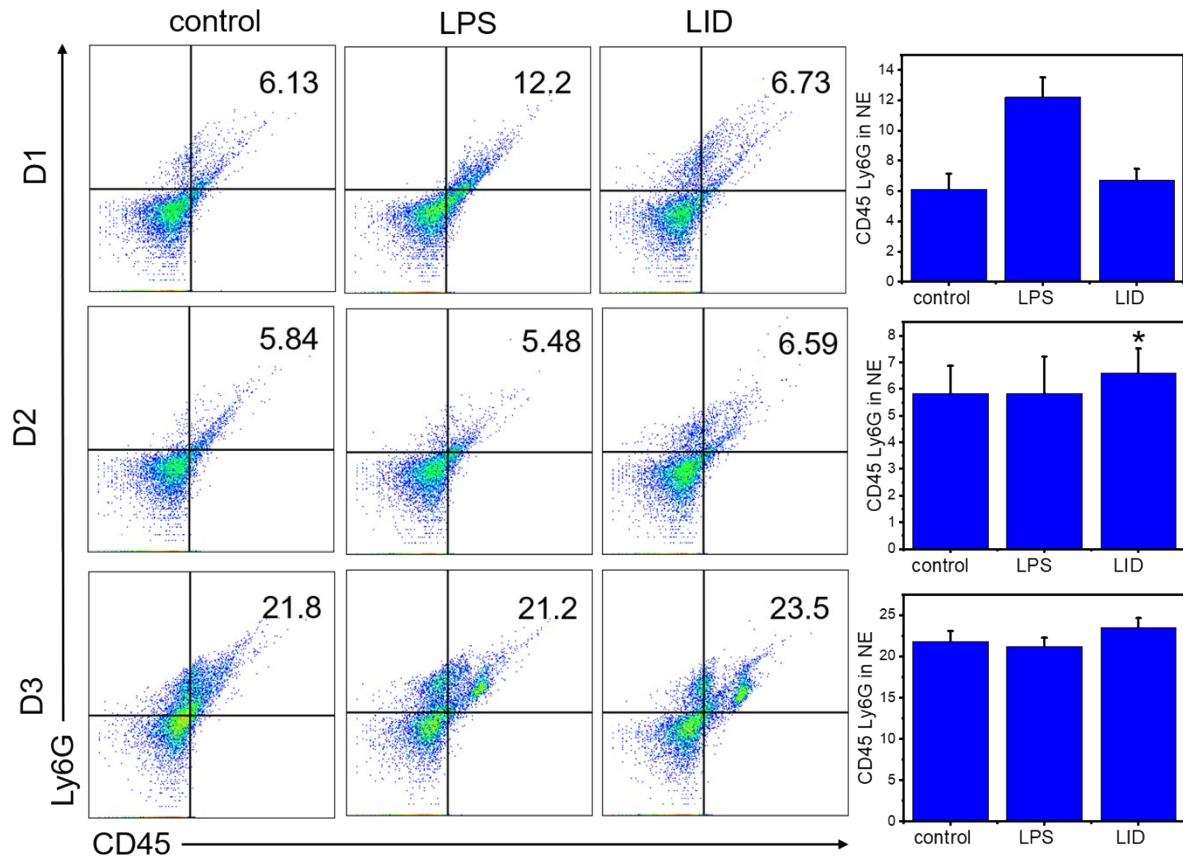 control LPS LID
D1
6.13
12.2
6.73
CD45 Ly6G in NE
14
12
10
8
6
4
2
0
control LPS LID
D2
5.84
5.48
6.59
CD45 Ly6G in NE
8
7
6
5
4
3
2
1
0
*
control LPS LID
D3
21.8
21.2
23.5
CD45 Ly6G in NE
25
20
15
10
5
0
control LPS LID
Ly6G
CD45